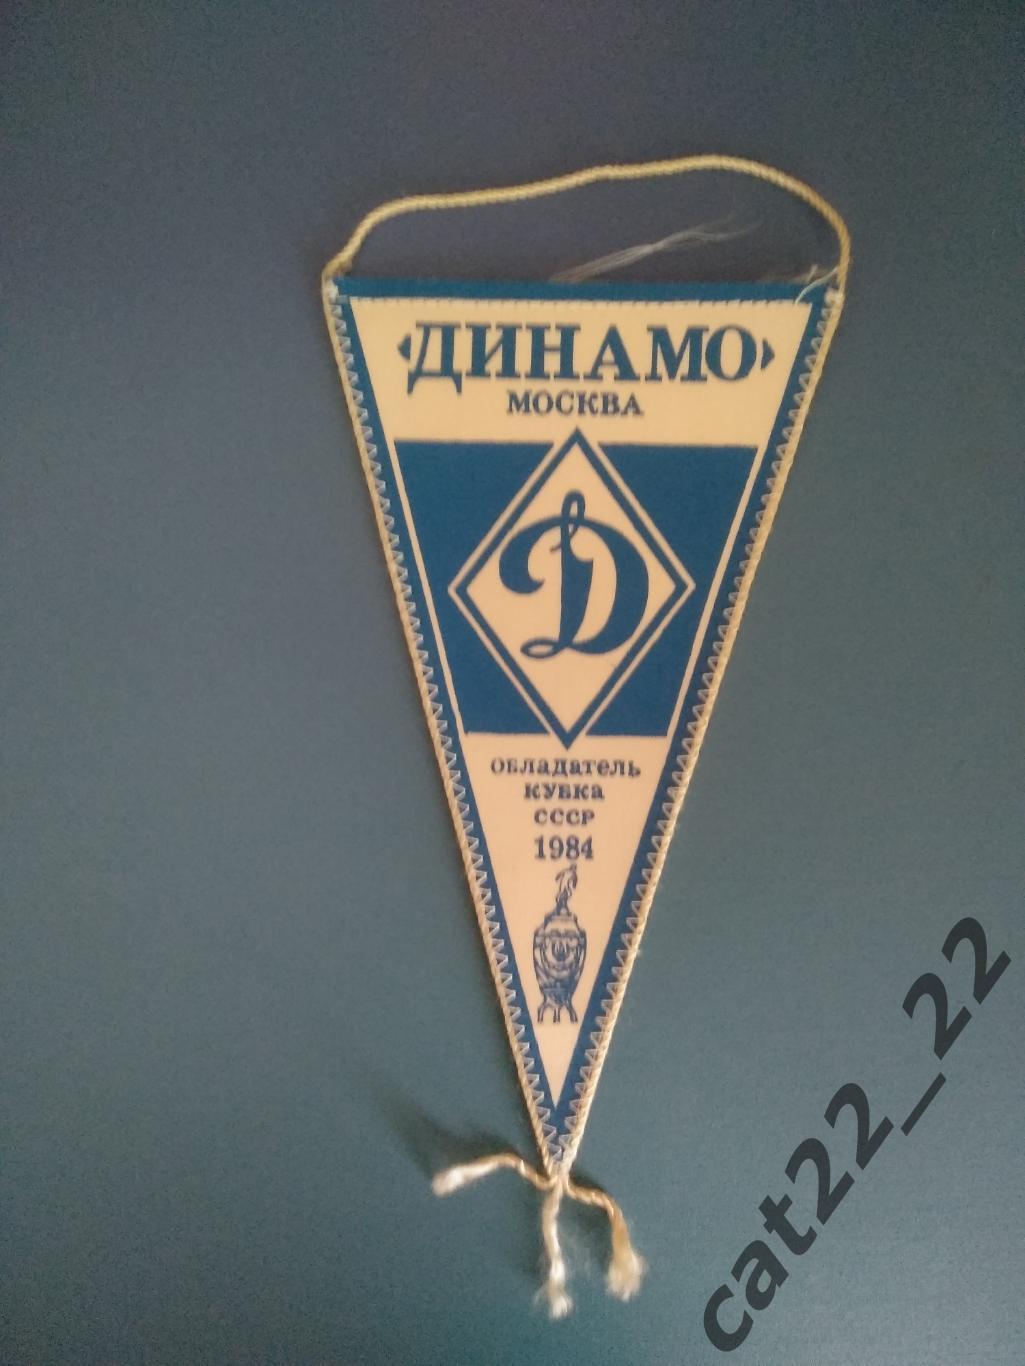 «ДИНАМО»
МОСКВА
Д
ОБЛАДАТЕЛЬ
КУБКА
СССР
1984
cat22_22